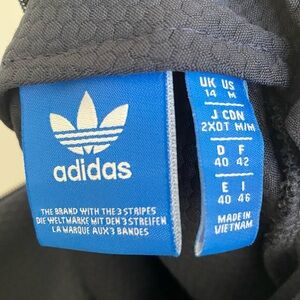 adidas
THE BRAND WITH THE 3 STRIPES
DIE WELTMARKE MIT DEN 3 STREIFEN
LA MARQUE AUX 3 BANDES
UK US
14 M
J CDN
2XOT M/M
D F
40 42
E I
40 46
MADE IN
VIETNAM